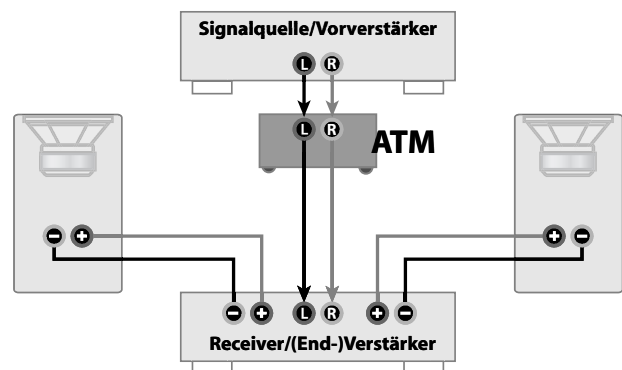 Signalquelle/Vorverstärker
L R
L R
ATM
− + + −
− + L R + −
Receiver/(End-)Verstärker